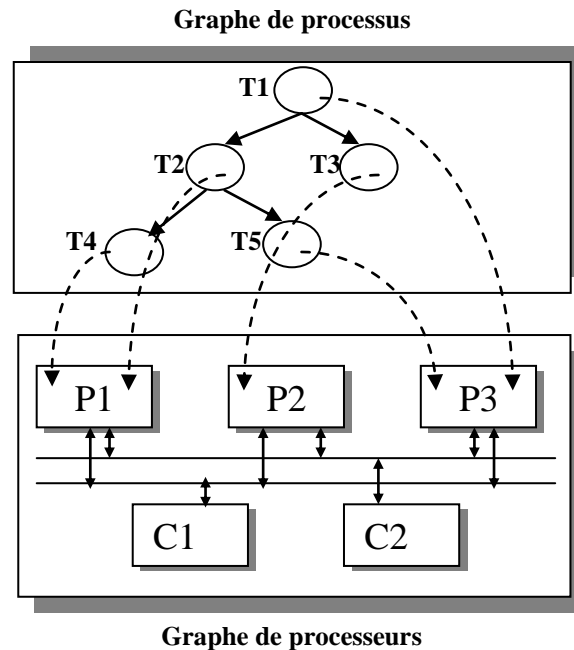 Graphe de processus
T1
T2
T3
T4
T5
P1
P2
P3
C1
C2
Graphe de processeurs